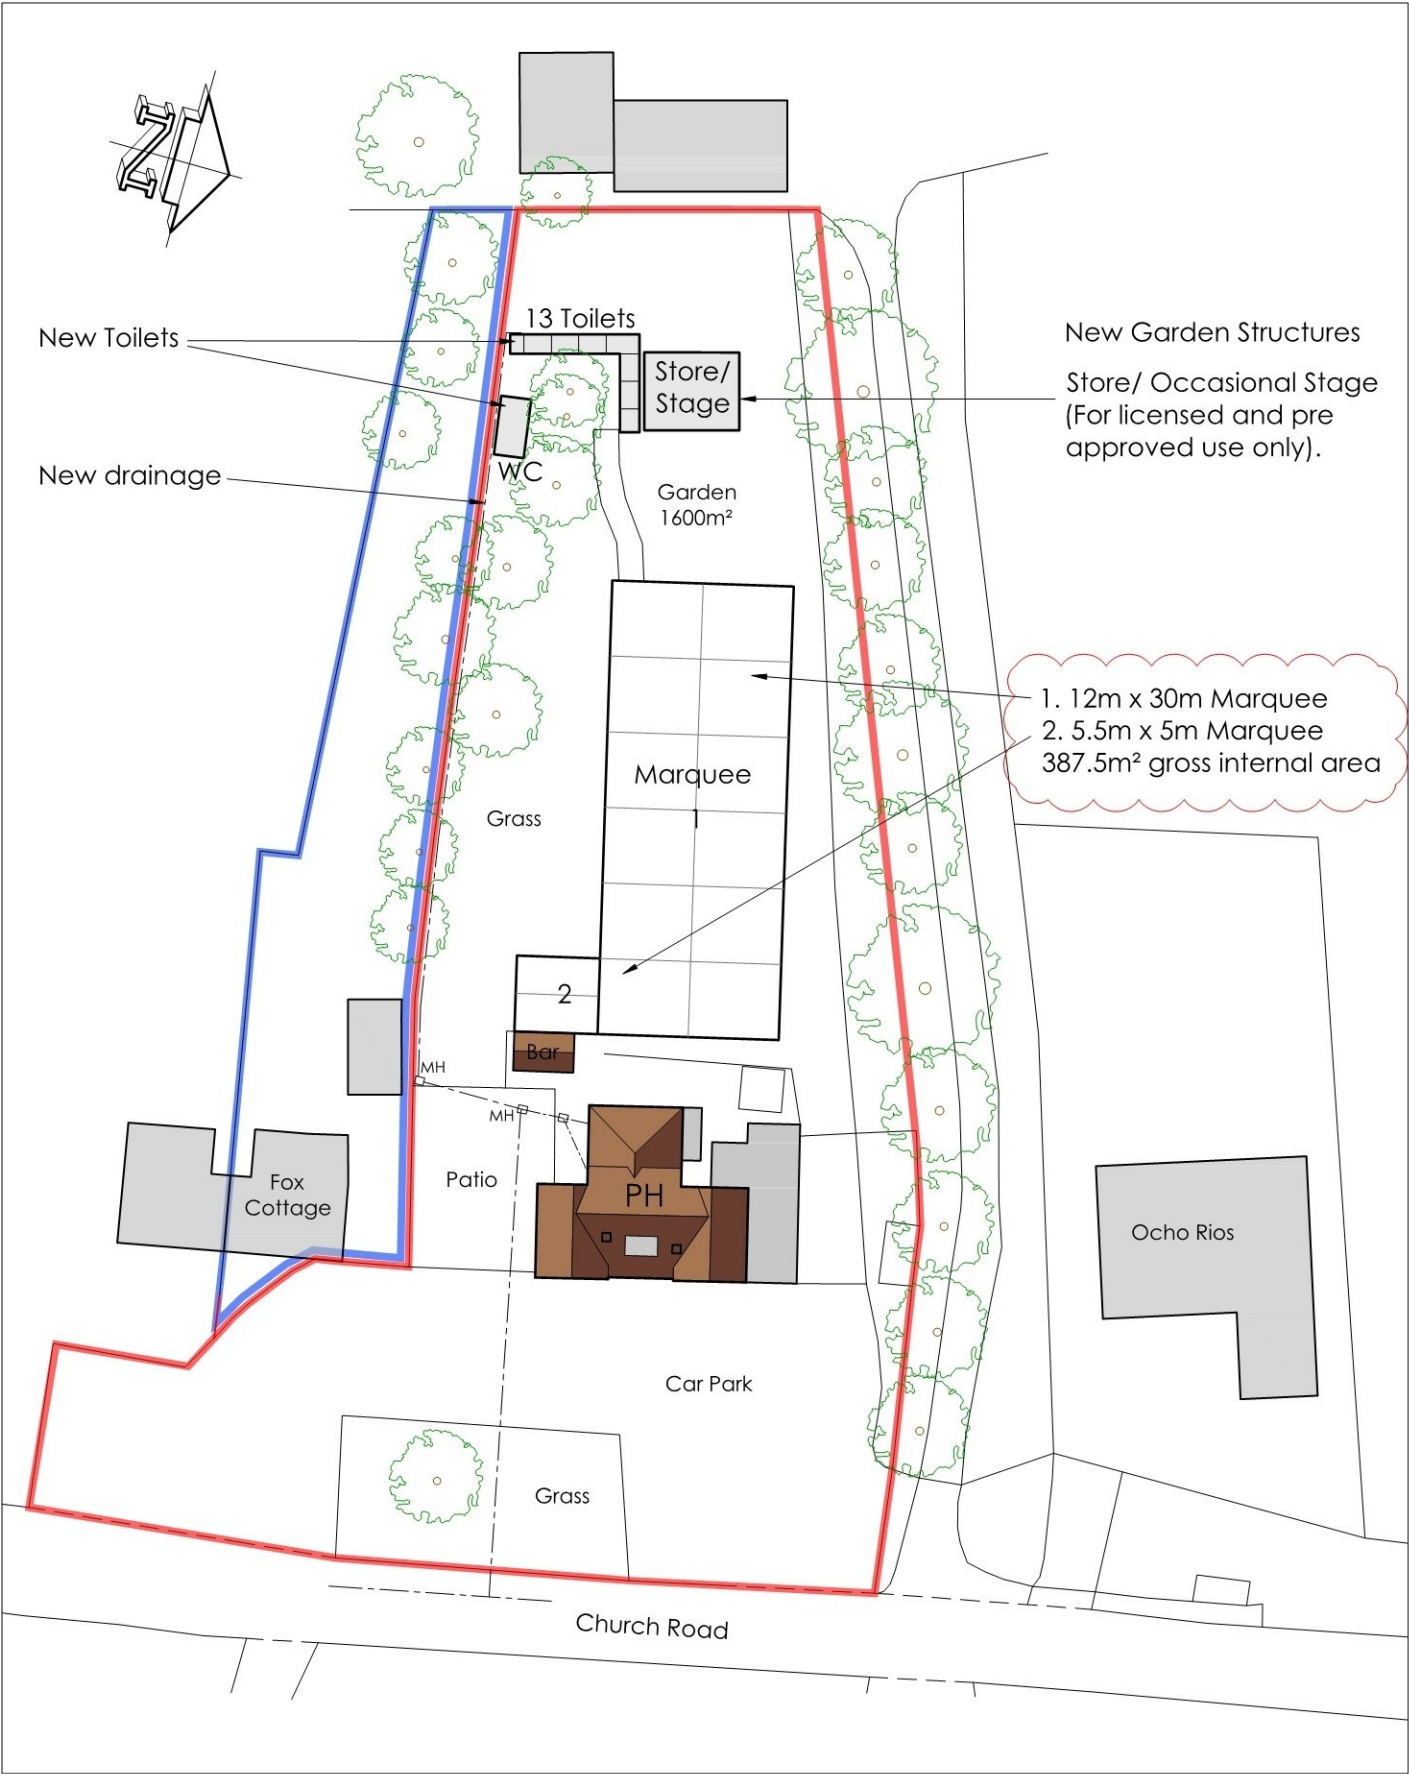 N
13 Toilets
New Toilets
Store/
Stage
New Garden Structures
Store/ Occasional Stage
(For licensed and pre
approved use only).
WC
New drainage
Garden
1600m²
1. 12m x 30m Marquee
2. 5.5m x 5m Marquee
387.5m² gross internal area
Marquee
1
Grass
2
Bar
MH
MH
Patio
PH
Fox
Cottage
Ocho Rios
Car Park
Grass
Church Road